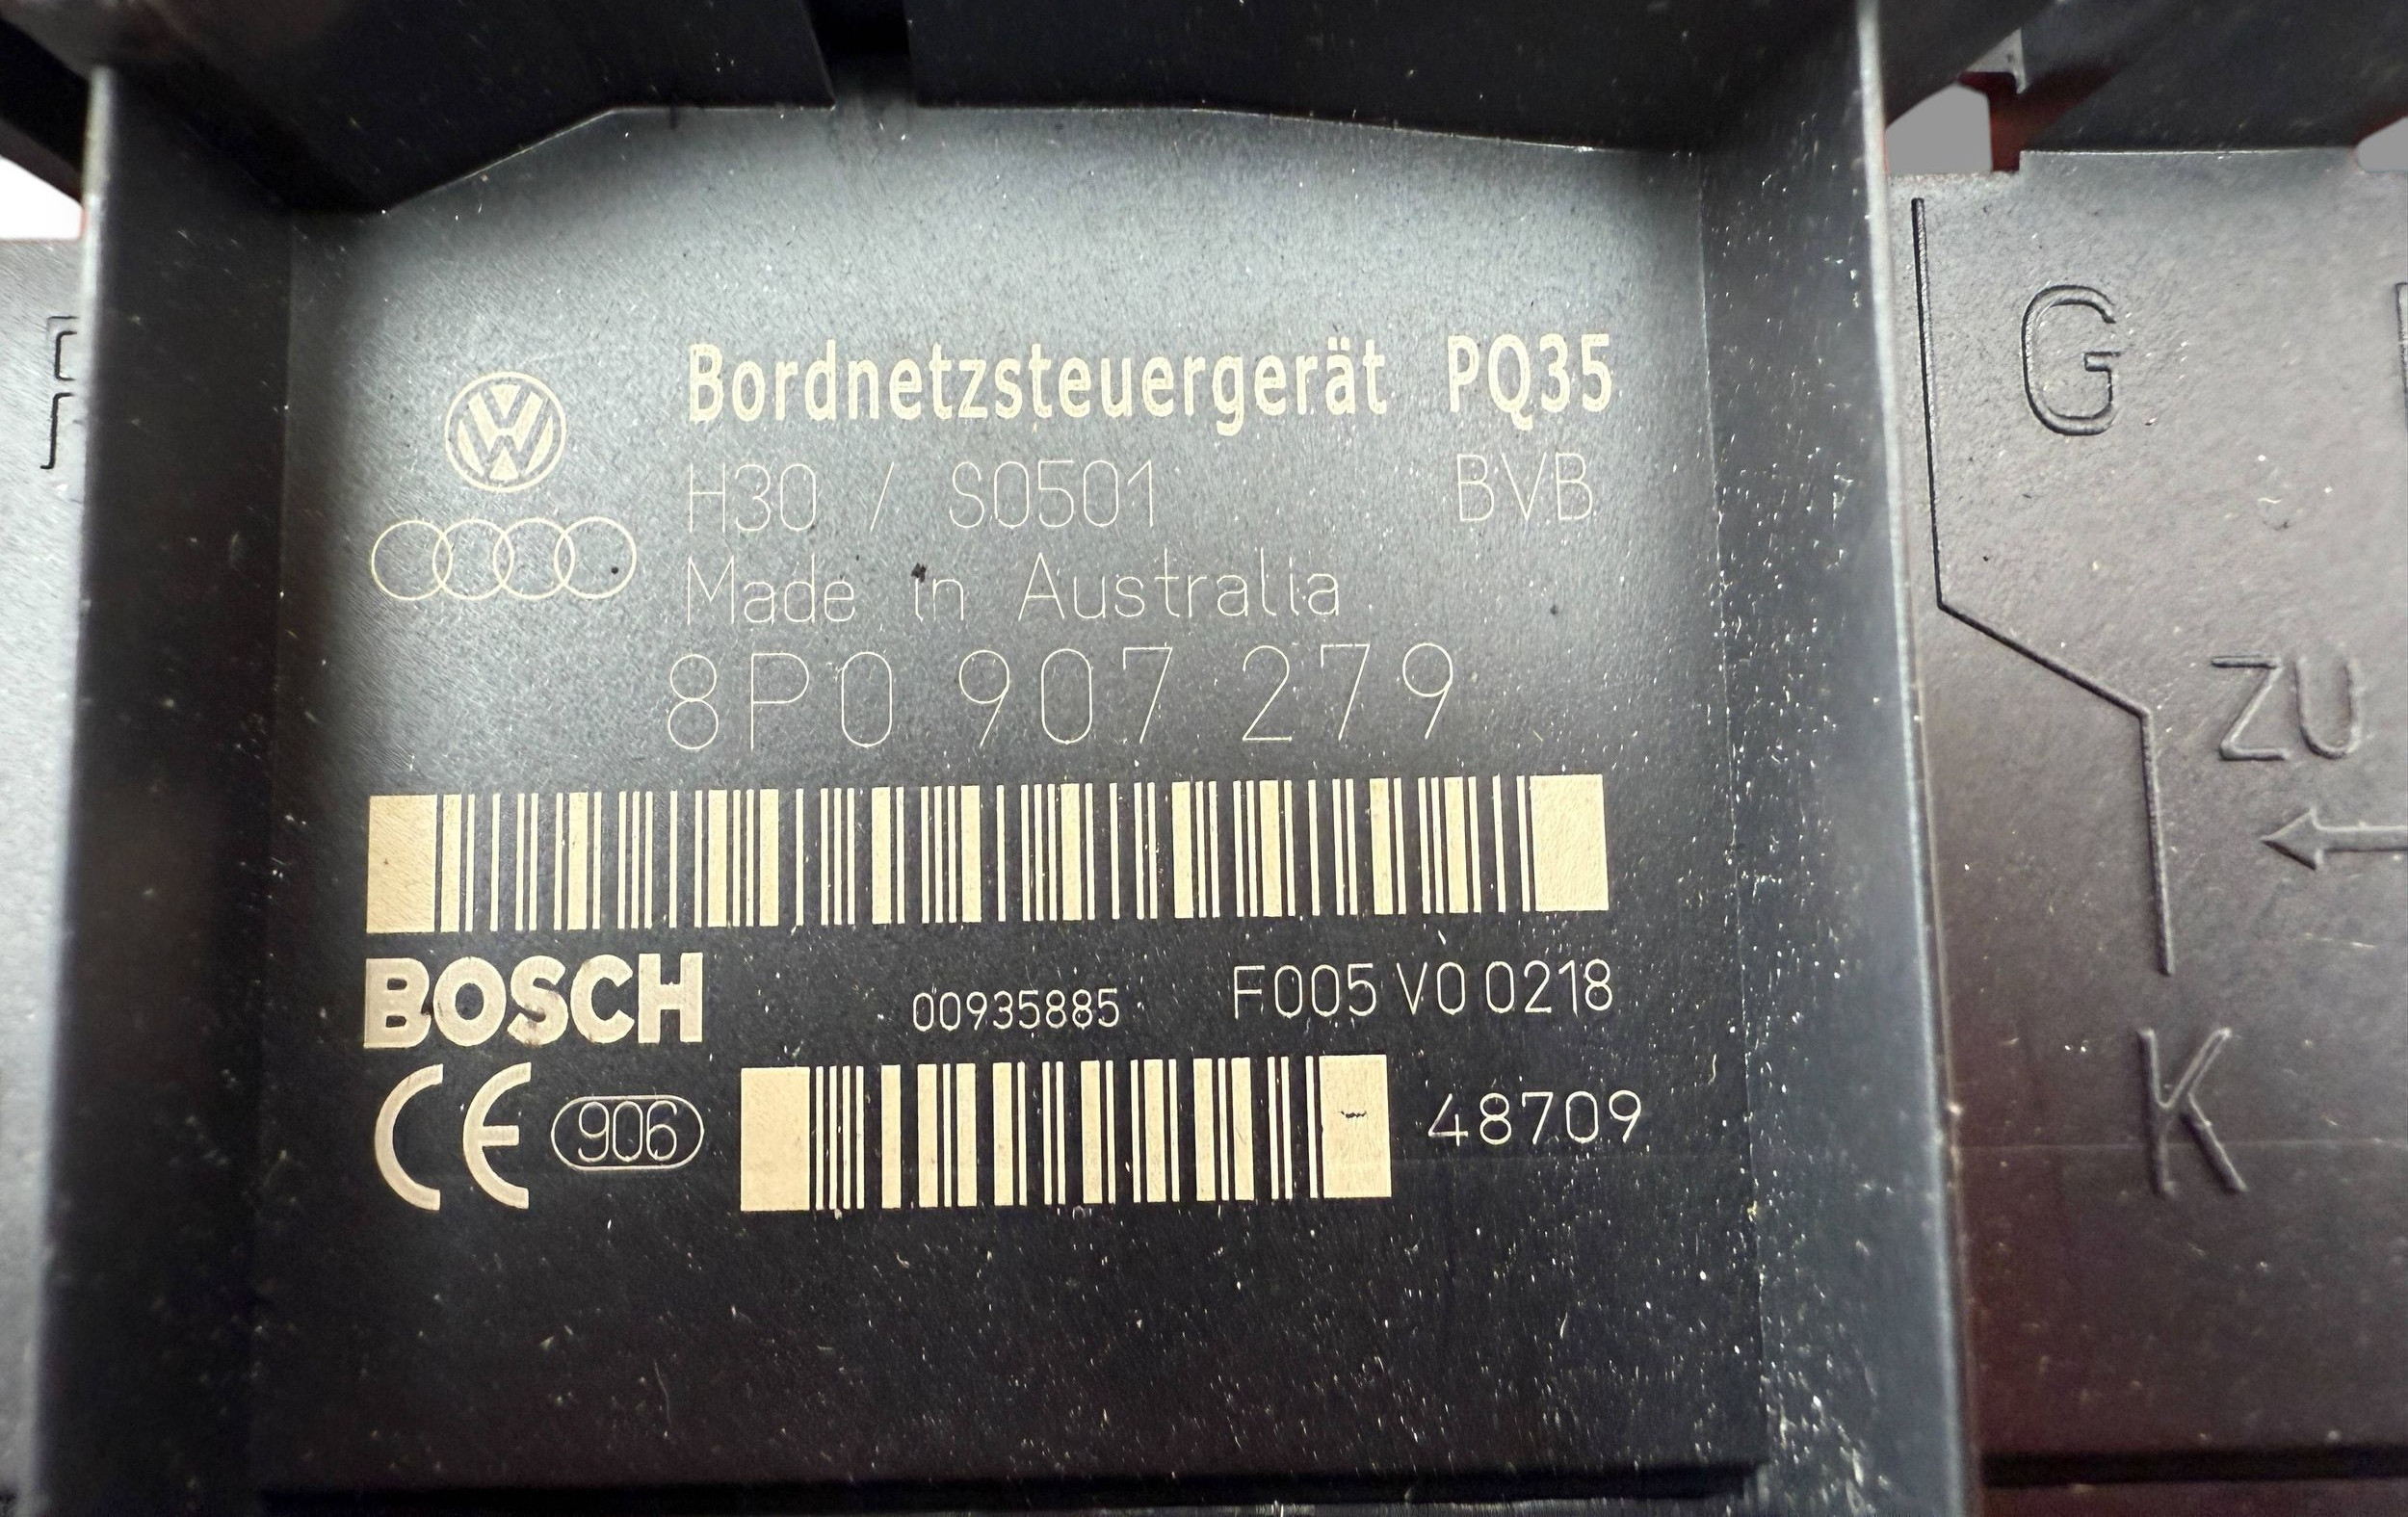 Bordnetzsteuergerät PQ35
H30 / S0501 BVB
Made in Australia
8P0 907 279
BOSCH 00935885 F005 V0 0218
CE 906 48709
G
ZU
K